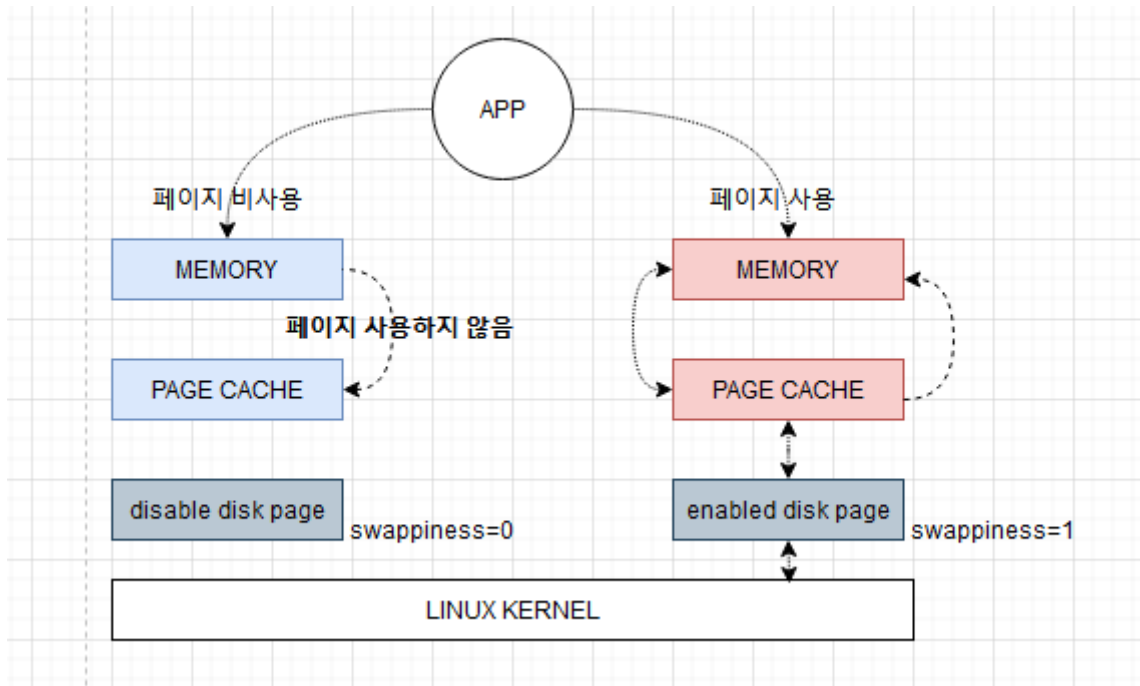 APP
페이지 비사용
페이지 사용
MEMORY
MEMORY
페이지 사용하지 않음
PAGE CACHE
PAGE CACHE
disable disk page
swappiness=0
enabled disk page
swappiness=1
LINUX KERNEL